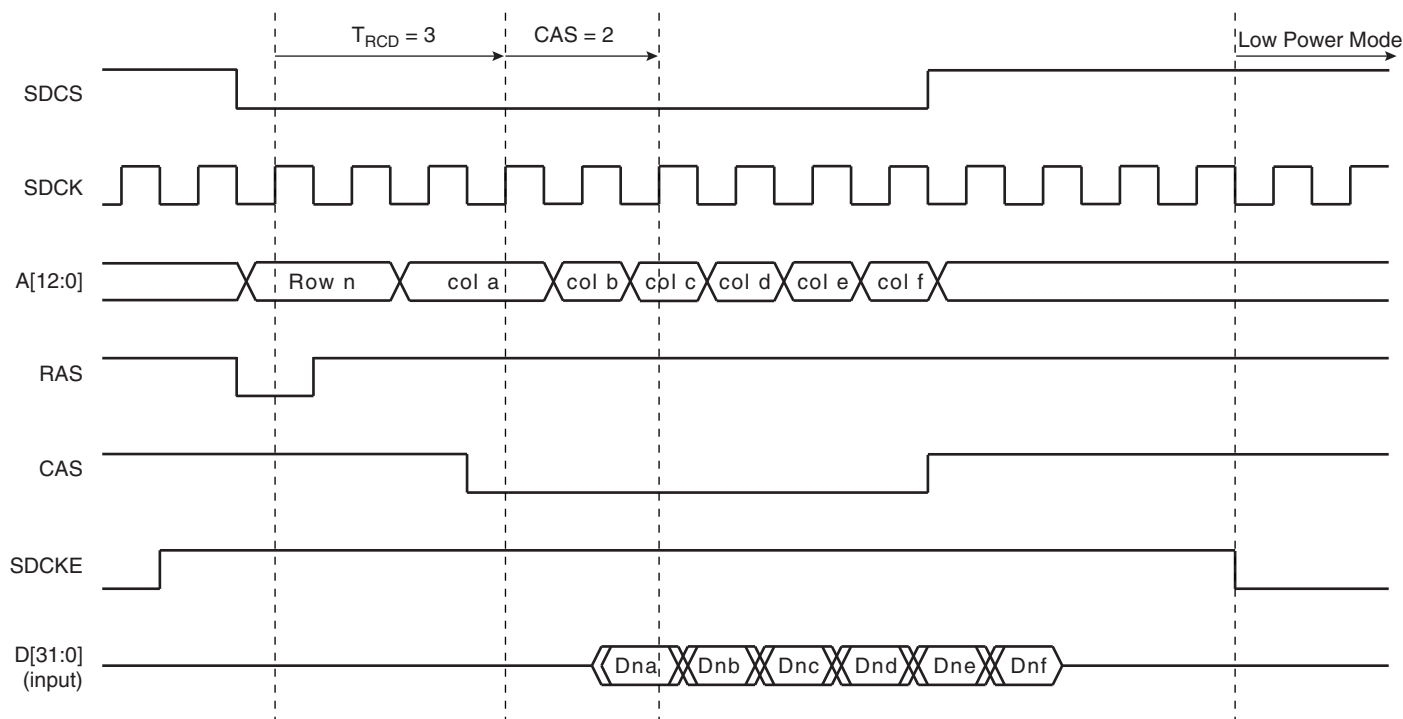 T_RCD = 3
CAS = 2
Low Power Mode
SDCS
SDCK
A[12:0]
Row n
col a
col b
col c
col d
col e
col f
RAS
CAS
SDCKE
D[31:0]
(input)
Dna
Dnb
Dnc
Dnd
Dne
Dnf